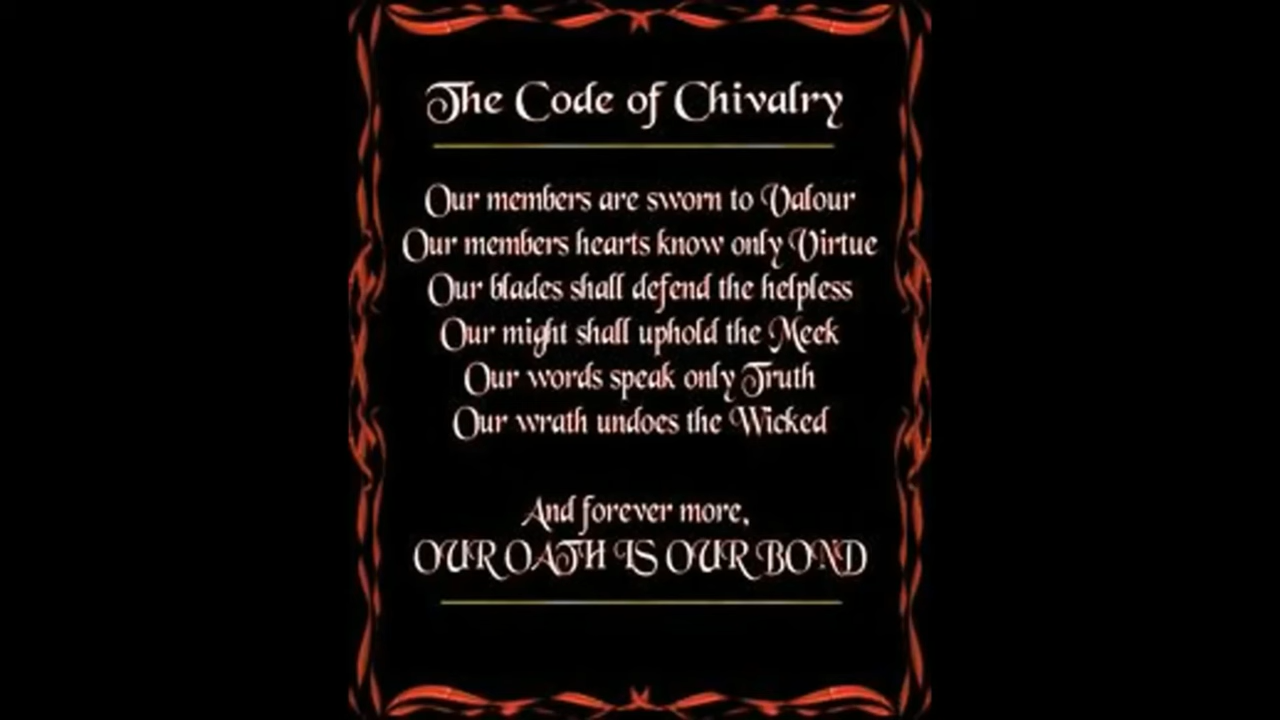 The Code of Chivalry
Our members are sworn to Valour
Our members hearts know only Virtue
Our blades shall defend the helpless
Our might shall uphold the Meek
Our words speak only Truth
Our wrath undoes the Wicked
And forever more,
OUR OATH IS OUR BOND